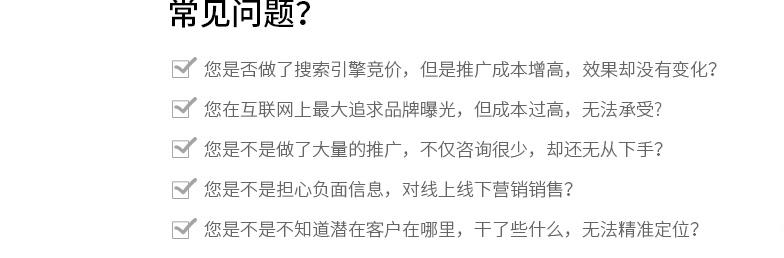 常见问题？
您是否做了搜索引擎竞价，但是推广成本增高，效果却没有变化？
您在互联网上最大追求品牌曝光，但成本过高，无法承受?
您是不是做了大量的推广，不仅咨询很少，却还无从下手？
您是不是担心负面信息，对线上线下营销销售？
您是不是不知道潜在客户在哪里，干了些什么，无法精准定位？